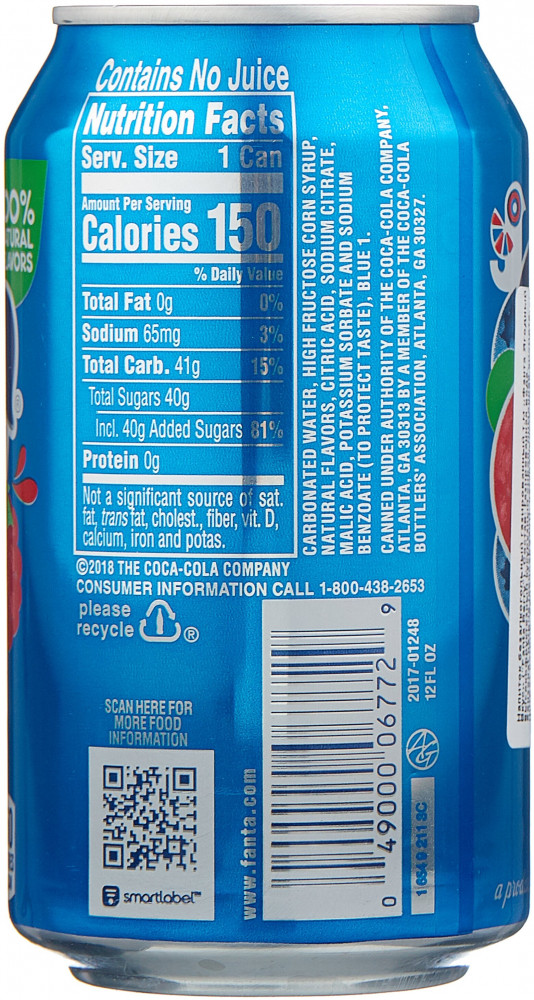 Contains No Juice
Nutrition Facts
Serv. Size 1 Can
Amount Per Serving
Calories 150
% Daily Value
Total Fat 0g 0%
Sodium 65mg 3%
Total Carb. 41g 15%
Total Sugars 40g
Incl. 40g Added Sugars 81%
Protein 0g
Not a significant source of sat.
fat, trans fat, cholest., fiber, vit. D,
calcium, iron and potas.
CARBONATED WATER, HIGH FRUCTOSE CORN SYRUP,
NATURAL FLAVORS, CITRIC ACID, SODIUM CITRATE,
MALIC ACID, POTASSIUM SORBATE AND SODIUM
BENZOATE (TO PROTECT TASTE), BLUE 1.
CANNED UNDER AUTHORITY OF THE COCA-COLA COMPANY,
ATLANTA, GA 30313 BY A MEMBER OF THE COCA-COLA
BOTTLERS' ASSOCIATION, ATLANTA, GA 30327.
©2018 THE COCA-COLA COMPANY
CONSUMER INFORMATION CALL 1-800-438-2653
please
recycle ®
SCAN HERE FOR
MORE FOOD
INFORMATION
smartlabel™
www.fanta.com
0 49000 06772 9
2017-01248
12 FL OZ